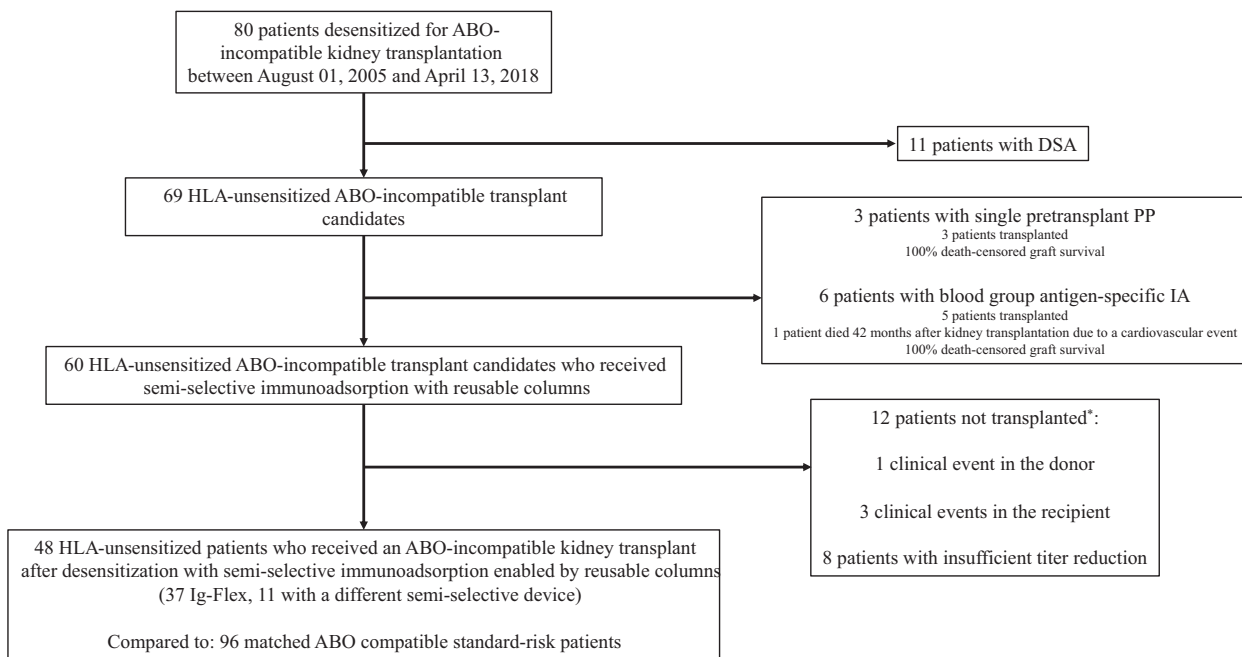 80 patients desensitized for ABO-
incompatible kidney transplantation
between August 01, 2005 and April 13, 2018
11 patients with DSA
69 HLA-unsensitized ABO-incompatible transplant
candidates
3 patients with single pretransplant PP
3 patients transplanted
100% death-censored graft survival
6 patients with blood group antigen-specific IA
5 patients transplanted
1 patient died 42 months after kidney transplantation due to a cardiovascular event
100% death-censored graft survival
60 HLA-unsensitized ABO-incompatible transplant candidates who received
semi-selective immunoadsorption with reusable columns
12 patients not transplanted*:
1 clinical event in the donor
3 clinical events in the recipient
8 patients with insufficient titer reduction
48 HLA-unsensitized patients who received an ABO-incompatible kidney transplant
after desensitization with semi-selective immunoadsorption enabled by reusable columns
(37 Ig-Flex, 11 with a different semi-selective device)
Compared to: 96 matched ABO compatible standard-risk patients